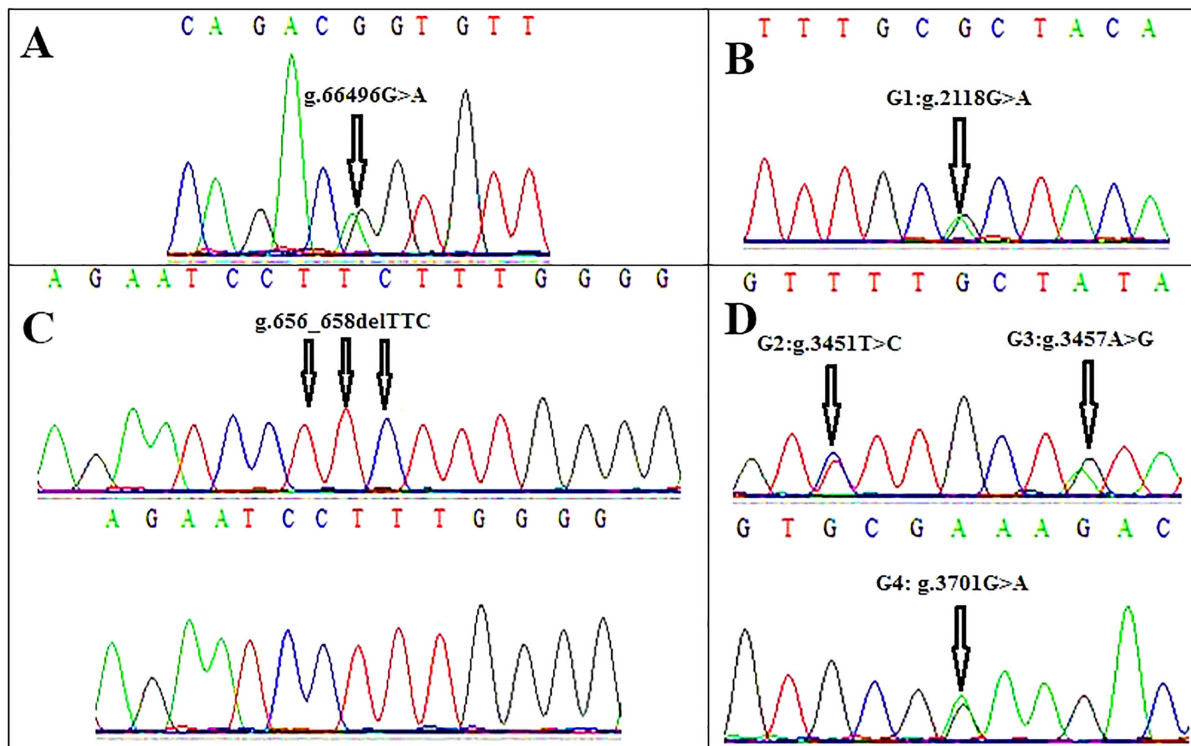 A
C A G A C G G T G T T
g.66496G>A
B
T T T G C G C T A C A
G1:g.2118G>A
C
A G A A T C C T T C T T T G G G G
g.656_658delTTC
A G A A T C C T T T G G G G
D
G T T T T G C T A T A
G2:g.3451T>C
G3:g.3457A>G
G T G C G A A A G A C
G4: g.3701G>A